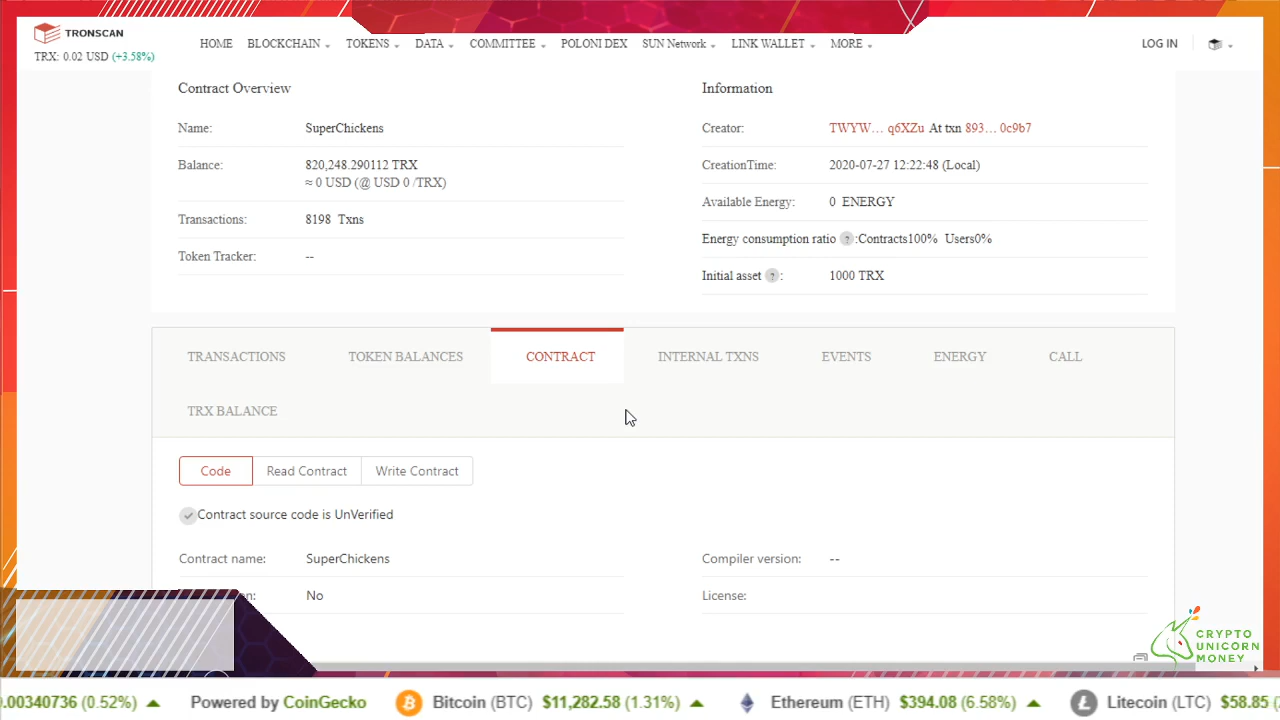 TRONSCAN
TRX: 0.02 USD (+3.58%)
HOME BLOCKCHAIN TOKENS DATA COMMITTEE POLONI DEX SUN Network LINK WALLET MORE LOG IN
Contract Overview
Name: SuperChickens
Balance: 820,248.290112 TRX
≈ 0 USD (@ USD 0 /TRX)
Transactions: 8198 Txns
Token Tracker: --
Information
Creator: TWYW... q6XZu At txn 893... 0c9b7
CreationTime: 2020-07-27 12:22:48 (Local)
Available Energy: 0 ENERGY
Energy consumption ratio ? :Contracts100% Users0%
Initial asset ? : 1000 TRX
TRANSACTIONS TOKEN BALANCES CONTRACT INTERNAL TXNS EVENTS ENERGY CALL
TRX BALANCE
Code Read Contract Write Contract
Contract source code is UnVerified
Contract name: SuperChickens
Compiler version: --
No
License:
CRYPTO
UNICORN
MONEY
.00340736 (0.52%) Powered by CoinGecko Bitcoin (BTC) $11,282.58 (1.31%) Ethereum (ETH) $394.08 (6.58%) Litecoin (LTC) $58.85